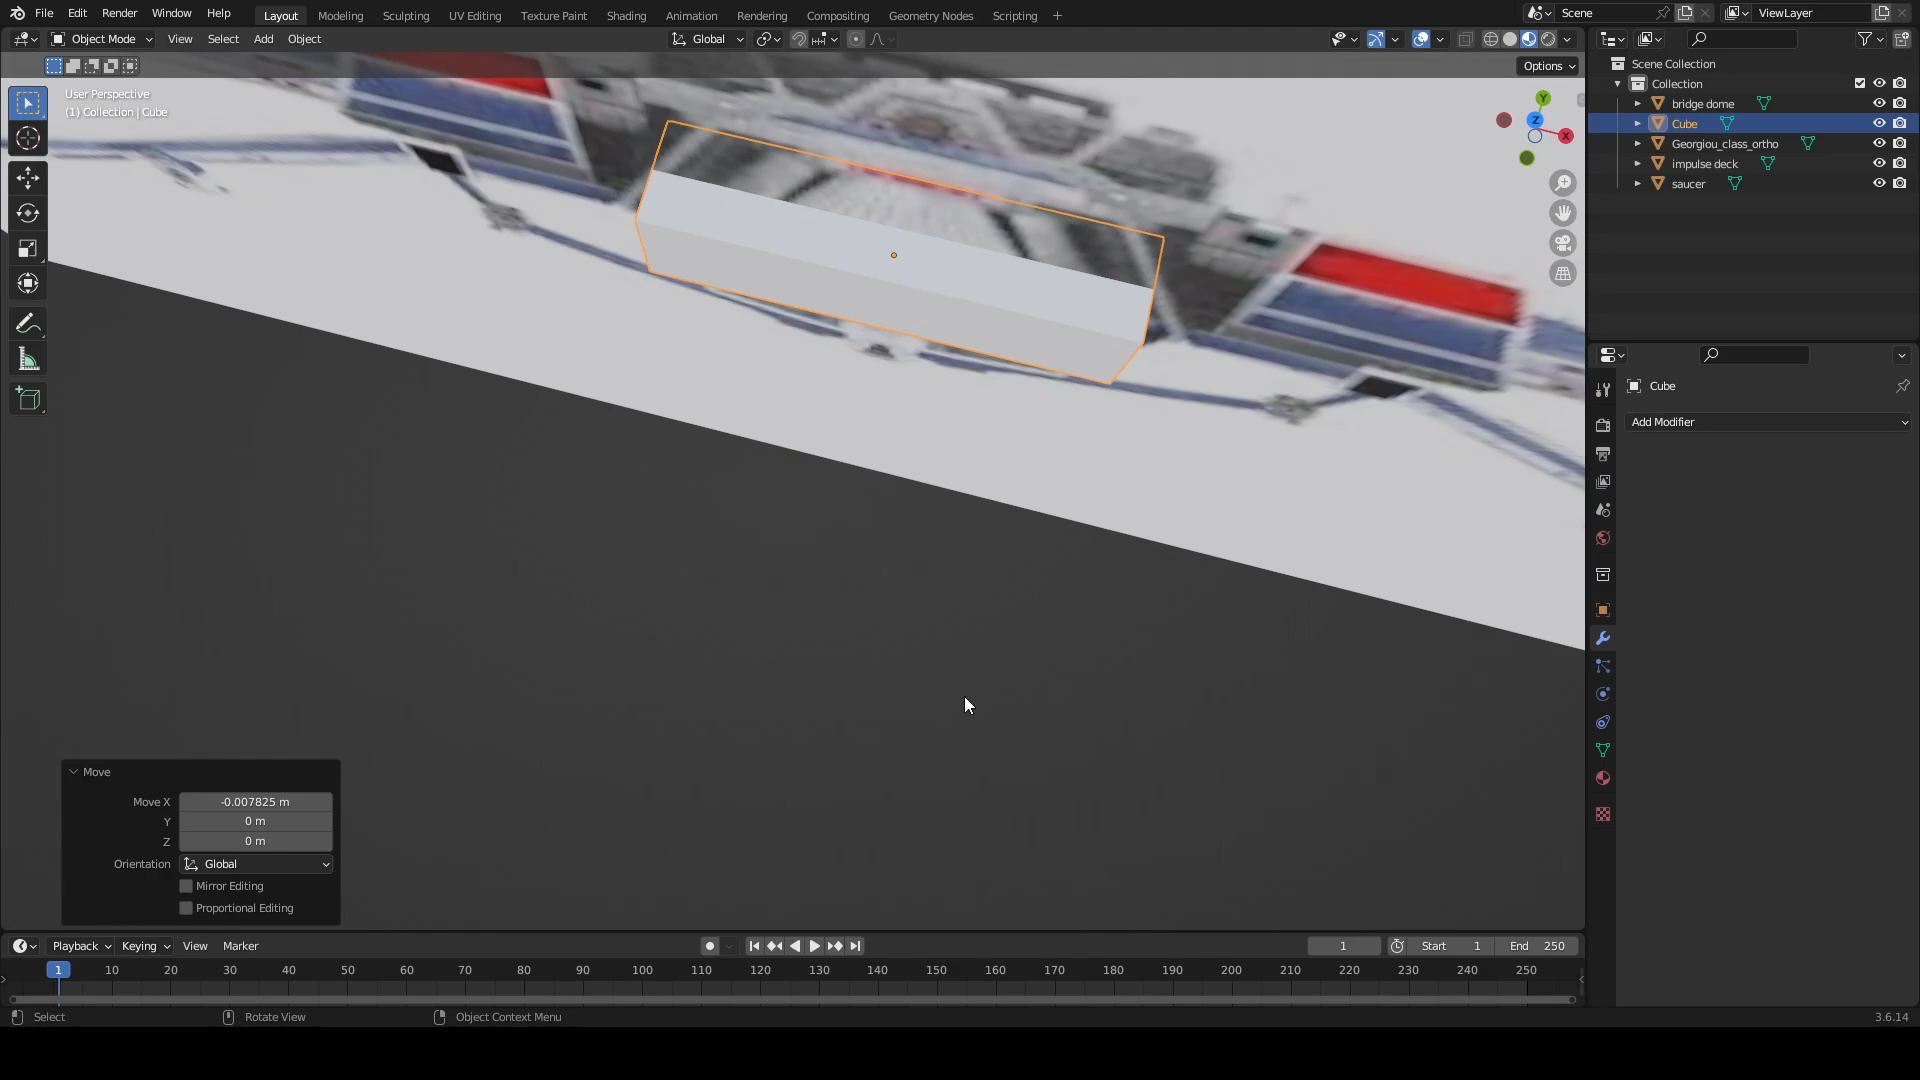 File Edit Render Window Help Layout Modeling Sculpting UV Editing Texture Paint Shading Animation Rendering Compositing Geometry Nodes Scripting + Scene ViewLayer
Object Mode View Select Add Object Global
Options
User Perspective
(1) Collection | Cube
Y
Z
X
Scene Collection
Collection
bridge dome
Cube
Georgiou_class_ortho
impulse deck
saucer
Cube
Add Modifier
Move
Move X -0.007825 m
Y 0 m
Z 0 m
Orientation Global
Mirror Editing
Proportional Editing
Playback Keying View Marker 1 Start 1 End 250
1 10 20 30 40 50 60 70 80 90 100 110 120 130 140 150 160 170 180 190 200 210 220 230 240 250
Select Rotate View Object Context Menu 3.6.14